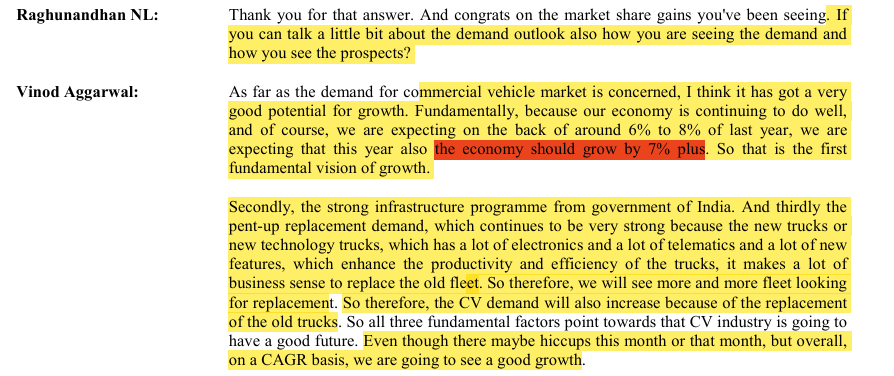 Raghunandhan NL: Thank you for that answer. And congrats on the market share gains you've been seeing. If
you can talk a little bit about the demand outlook also how you are seeing the demand and
how you see the prospects?
Vinod Aggarwal: As far as the demand for commercial vehicle market is concerned, I think it has got a very
good potential for growth. Fundamentally, because our economy is continuing to do well,
and of course, we are expecting on the back of around 6% to 8% of last year, we are
expecting that this year also the economy should grow by 7% plus. So that is the first
fundamental vision of growth.
Secondly, the strong infrastructure programme from government of India. And thirdly the
pent-up replacement demand, which continues to be very strong because the new trucks or
new technology trucks, which has a lot of electronics and a lot of telematics and a lot of new
features, which enhance the productivity and efficiency of the trucks, it makes a lot of
business sense to replace the old fleet. So therefore, we will see more and more fleet looking
for replacement. So therefore, the CV demand will also increase because of the replacement
of the old trucks. So all three fundamental factors point towards that CV industry is going to
have a good future. Even though there maybe hiccups this month or that month, but overall,
on a CAGR basis, we are going to see a good growth.